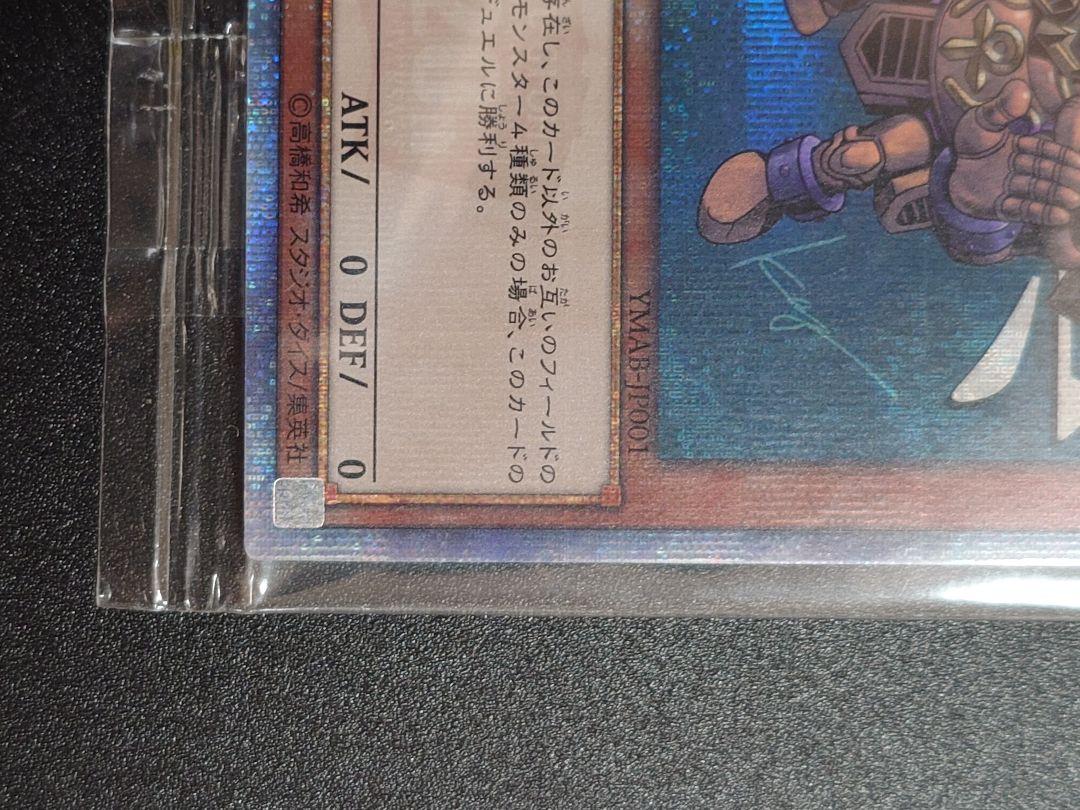 YMAB-JP001
存在し、このカード以外のお互いのフィールドの
モンスター4種類のみの場合、このカードの
デュエルに勝利する。
ATK/ 0 DEF/ 0
©高橋和希 スタジオ・ダイス/集英社